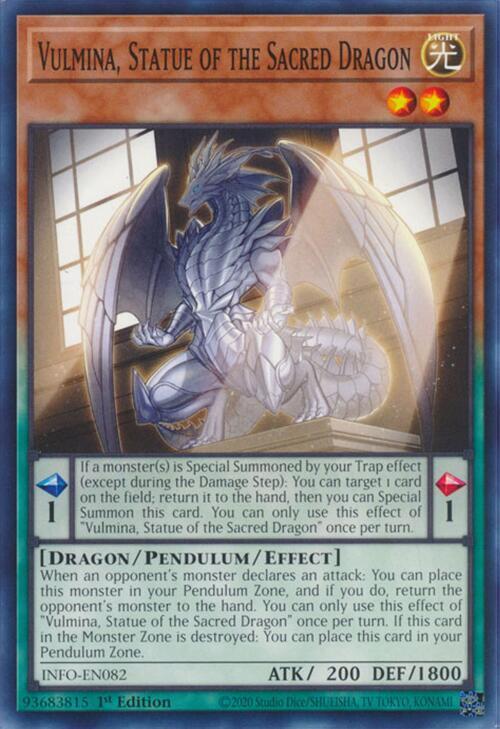 VULMINA, STATUE OF THE SACRED DRAGON
LIGHT
光
If a monster(s) is Special Summoned by your Trap effect
(except during the Damage Step): You can target 1 card
on the field; return it to the hand, then you can Special
Summon this card. You can only use this effect of
"Vulmina, Statue of the Sacred Dragon" once per turn.
1
1
[DRAGON/PENDULUM/EFFECT]
When an opponent's monster declares an attack: You can place
this monster in your Pendulum Zone, and if you do, return the
opponent's monster to the hand. You can only use this effect of
"Vulmina, Statue of the Sacred Dragon" once per turn. If this card
in the Monster Zone is destroyed: You can place this card in your
Pendulum Zone.
INFO-EN082
ATK/ 200 DEF/1800
93683815 1st Edition
©2020 Studio Dice/SHUEISHA, TV TOKYO, KONAMI